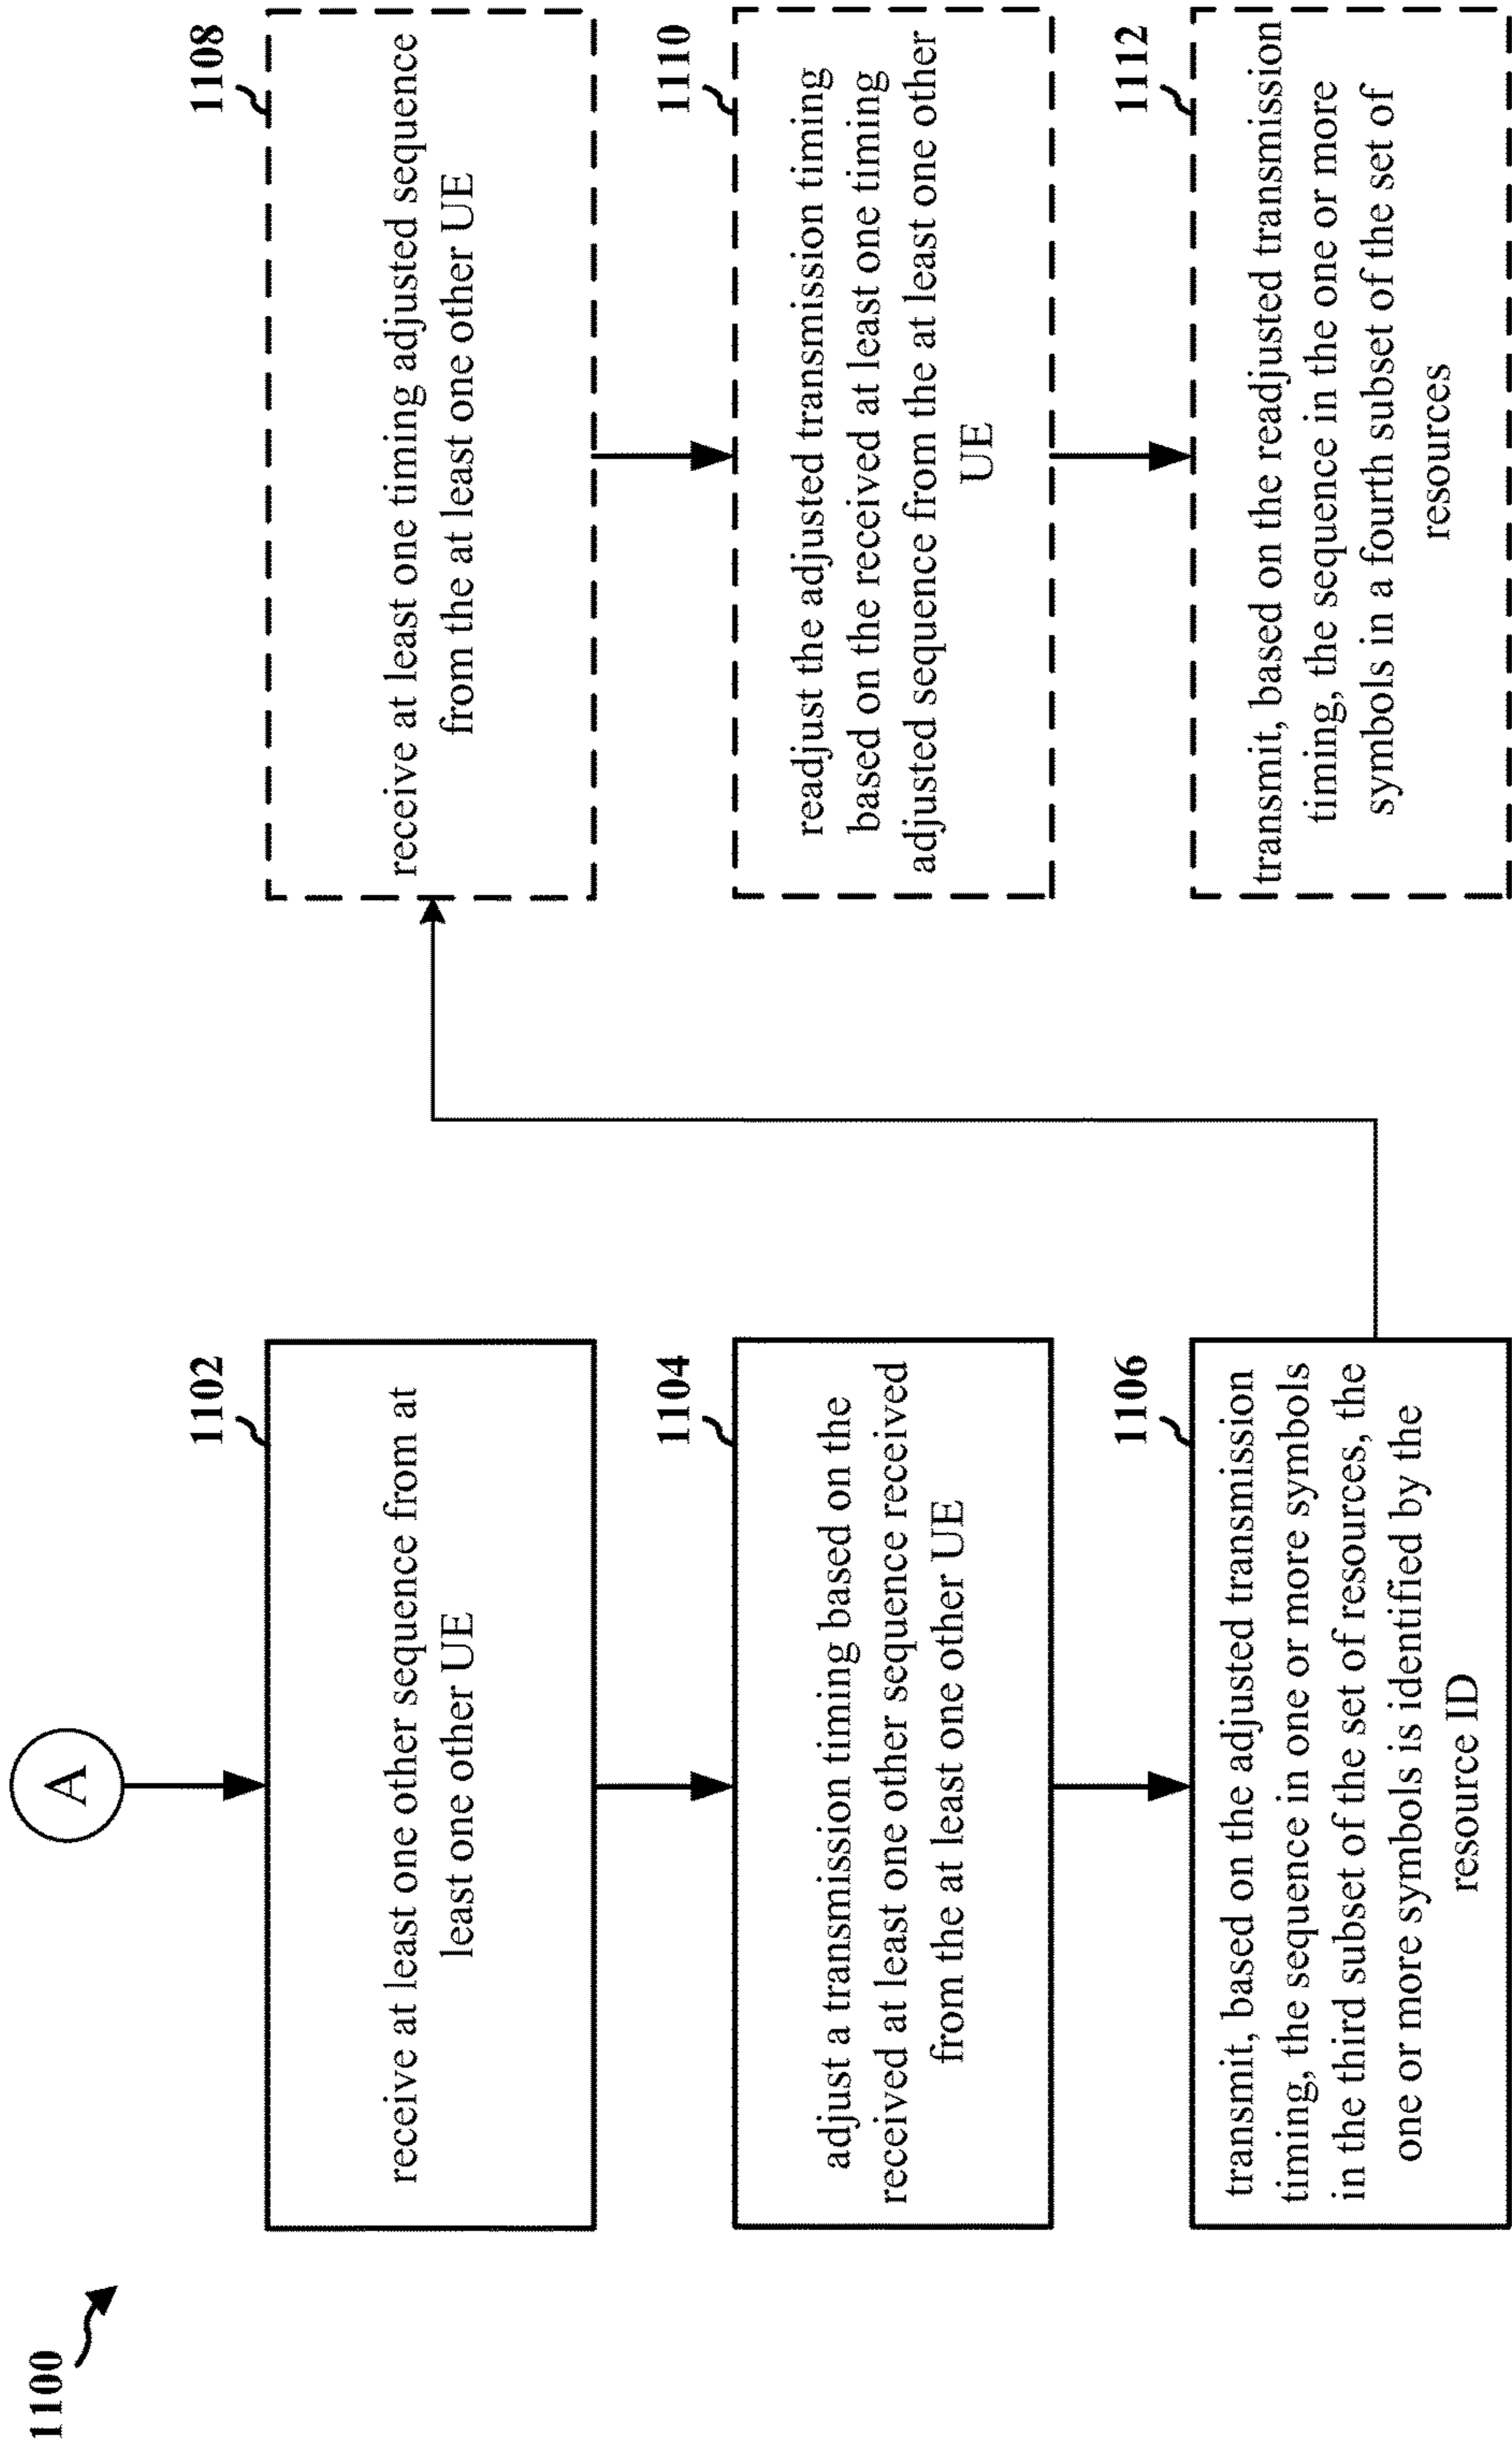 1100
A
1102
receive at least one other sequence from at
least one other UE
1104
adjust a transmission timing based on the
received at least one other sequence received
from the at least one other UE
1106
transmit, based on the adjusted transmission
timing, the sequence in one or more symbols
in the third subset of the set of resources, the
one or more symbols is identified by the
resource ID
1108
receive at least one timing adjusted sequence
from the at least one other UE
1110
readjust the adjusted transmission timing
based on the received at least one timing
adjusted sequence from the at least one other
UE
1112
transmit, based on the readjusted transmission
timing, the sequence in the one or more
symbols in a fourth subset of the set of
resources